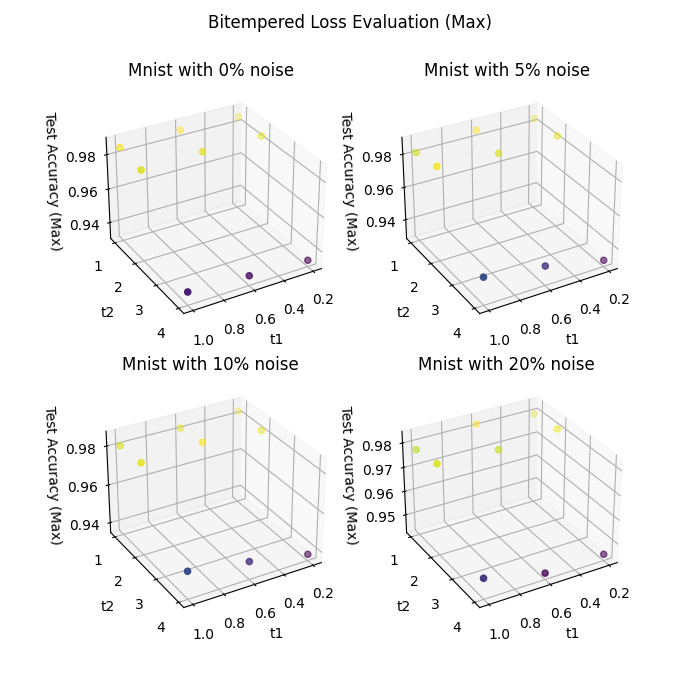 Bitempered Loss Evaluation (Max)
Mnist with 0% noise
Test Accuracy (Max)
0.98
0.96
0.94
1
2
3
4
t2
1.0
0.8
0.6
0.4
0.2
t1
Mnist with 5% noise
Test Accuracy (Max)
0.98
0.96
0.94
1
2
3
4
t2
1.0
0.8
0.6
0.4
0.2
t1
Mnist with 10% noise
Test Accuracy (Max)
0.98
0.96
0.94
1
2
3
4
t2
1.0
0.8
0.6
0.4
0.2
t1
Mnist with 20% noise
Test Accuracy (Max)
0.98
0.97
0.96
0.95
1
2
3
4
t2
1.0
0.8
0.6
0.4
0.2
t1